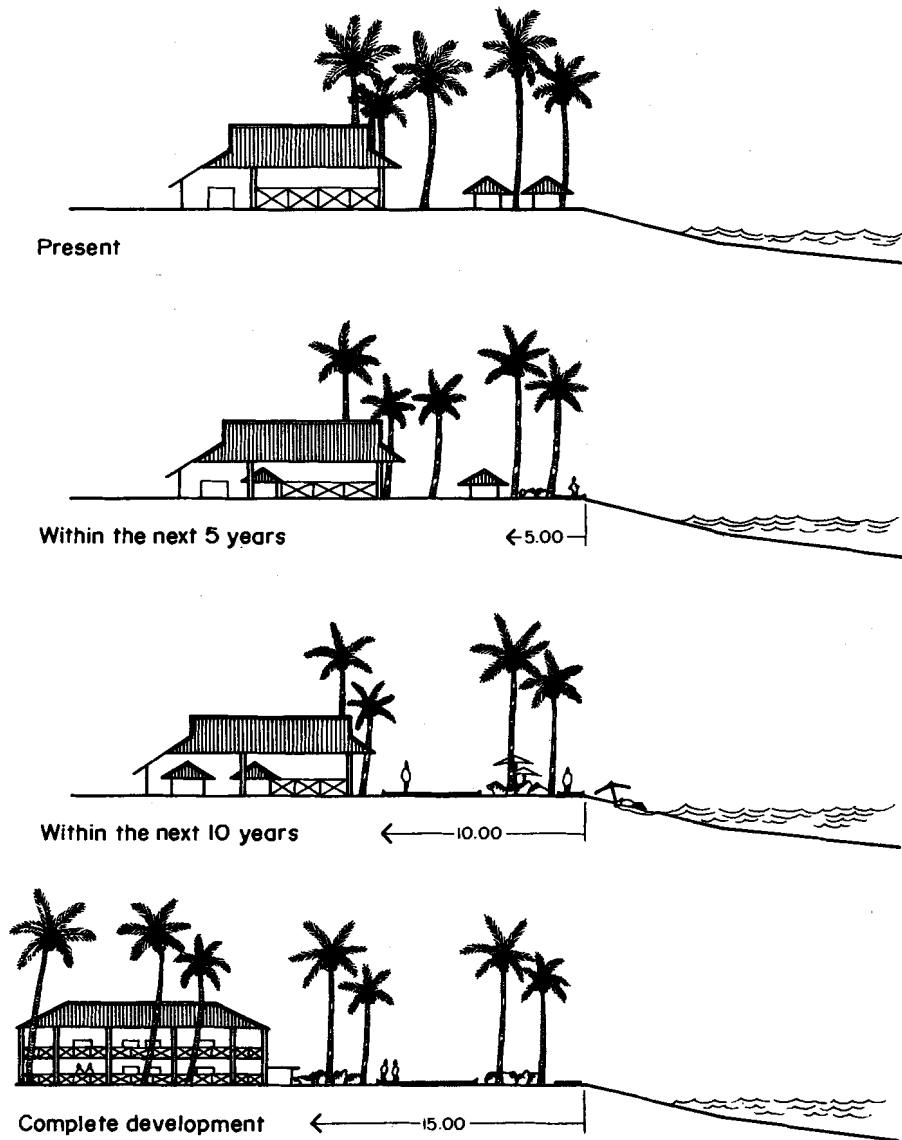 Present
Within the next 5 years
5.00
Within the next 10 years
10.00
Complete development
15.00